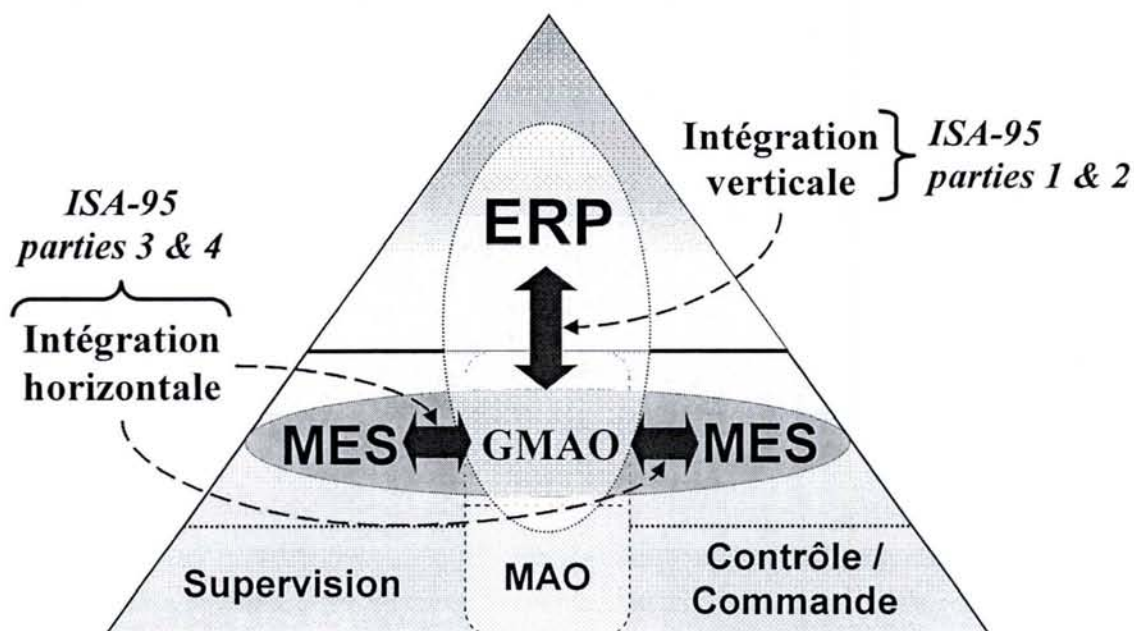 Intégration
verticale
ISA-95
parties 1 & 2
ISA-95
parties 3 & 4
ERP
Intégration
horizontale
MES
GMAO
MES
Supervision
MAO
Contrôle /
Commande